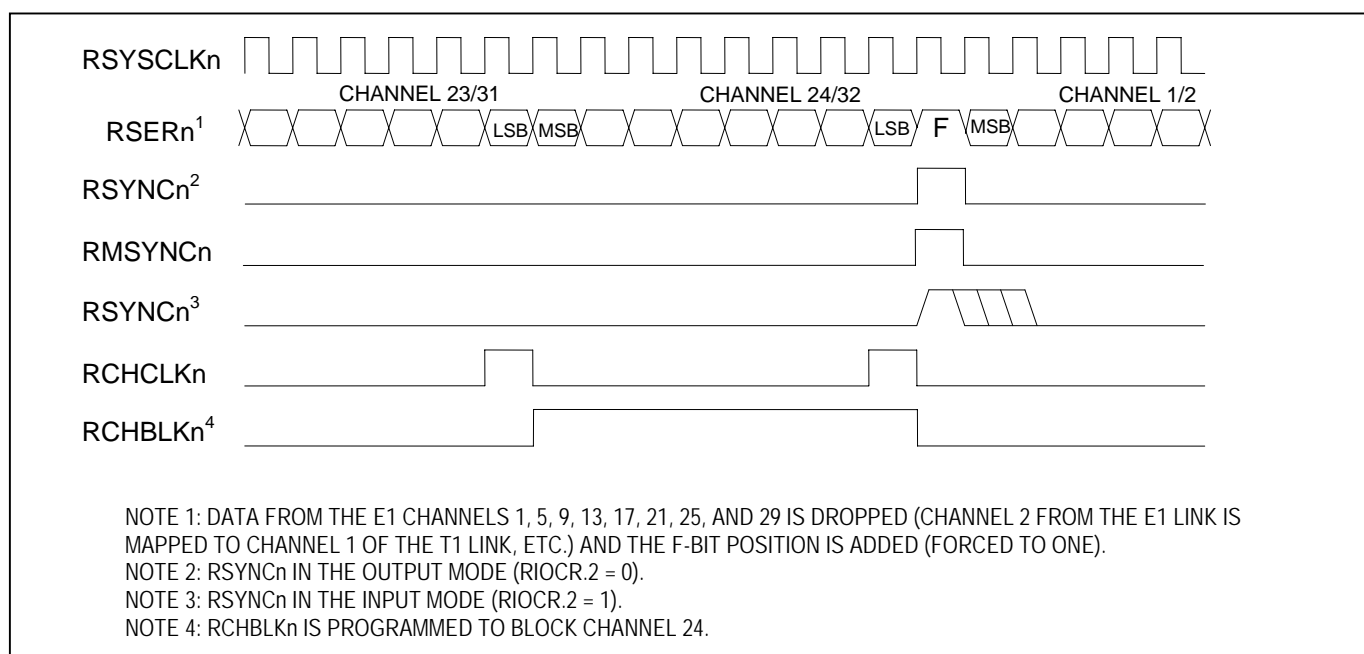 RSYSCLKn
CHANNEL 23/31 CHANNEL 24/32 CHANNEL 1/2
RSERn1 LSB MSB LSB F MSB
RSYNCn2
RMSYNCn
RSYNCn3
RCHCLKn
RCHBLKn4
NOTE 1: DATA FROM THE E1 CHANNELS 1, 5, 9, 13, 17, 21, 25, AND 29 IS DROPPED (CHANNEL 2 FROM THE E1 LINK IS
MAPPED TO CHANNEL 1 OF THE T1 LINK, ETC.) AND THE F-BIT POSITION IS ADDED (FORCED TO ONE).
NOTE 2: RSYNCn IN THE OUTPUT MODE (RIOCR.2 = 0).
NOTE 3: RSYNCn IN THE INPUT MODE (RIOCR.2 = 1).
NOTE 4: RCHBLKn IS PROGRAMMED TO BLOCK CHANNEL 24.